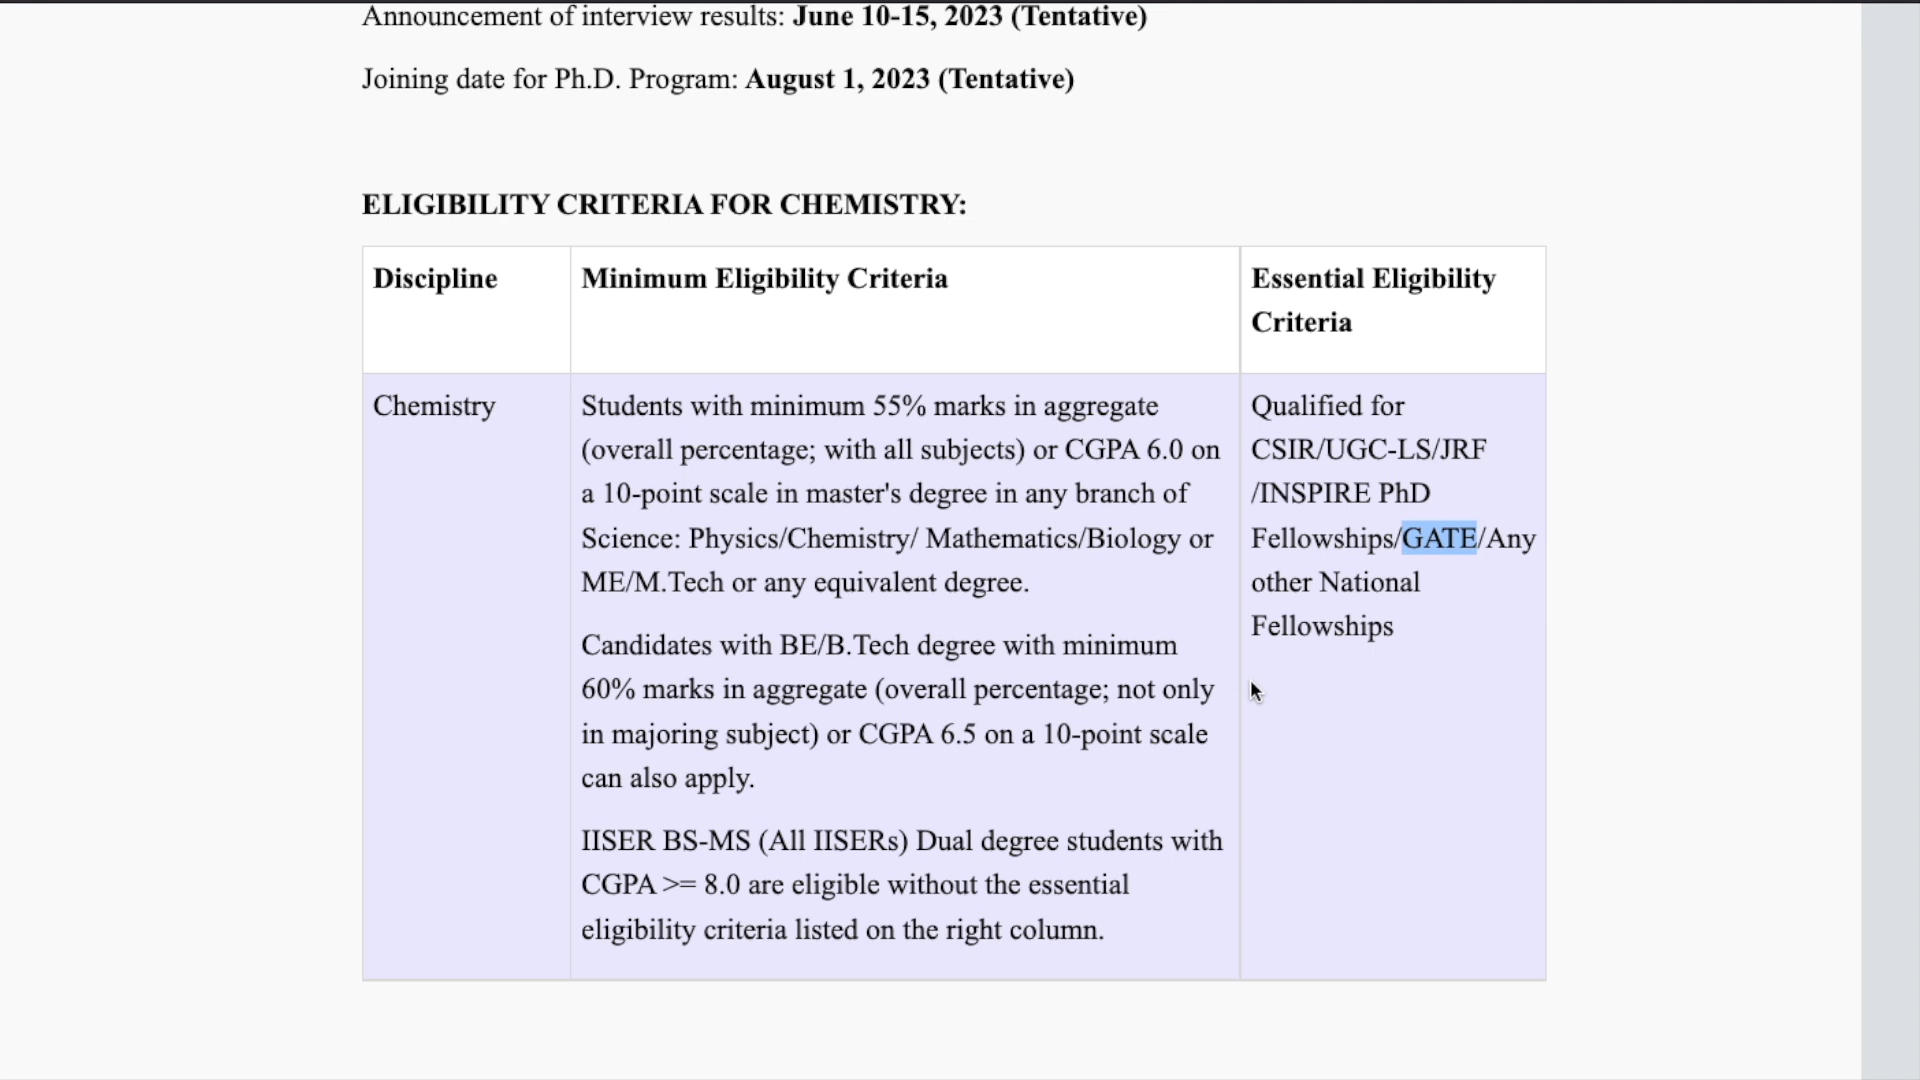 Announcement of interview results: June 10-15, 2023 (Tentative)
Joining date for Ph.D. Program: August 1, 2023 (Tentative)
ELIGIBILITY CRITERIA FOR CHEMISTRY:
Discipline
Minimum Eligibility Criteria
Essential Eligibility
Criteria
Chemistry
Students with minimum 55% marks in aggregate
(overall percentage; with all subjects) or CGPA 6.0 on
a 10-point scale in master's degree in any branch of
Science: Physics/Chemistry/ Mathematics/Biology or
ME/M.Tech or any equivalent degree.
Candidates with BE/B.Tech degree with minimum
60% marks in aggregate (overall percentage; not only
in majoring subject) or CGPA 6.5 on a 10-point scale
can also apply.
IISER BS-MS (All IISERs) Dual degree students with
CGPA >= 8.0 are eligible without the essential
eligibility criteria listed on the right column.
Qualified for
CSIR/UGC-LS/JRF
/INSPIRE PhD
Fellowships/GATE/Any
other National
Fellowships